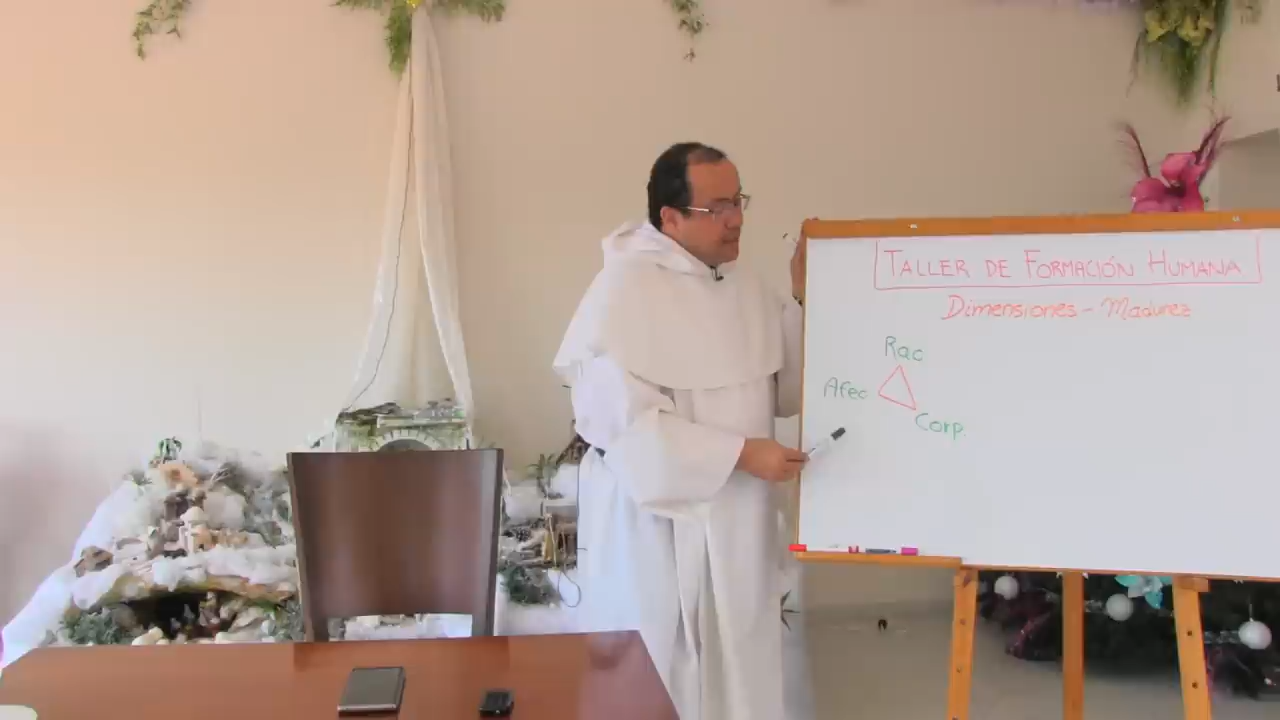 TALLER DE FORMACIÓN HUMANA
Dimensiones - Madurez
Rac
Afec
Corp.